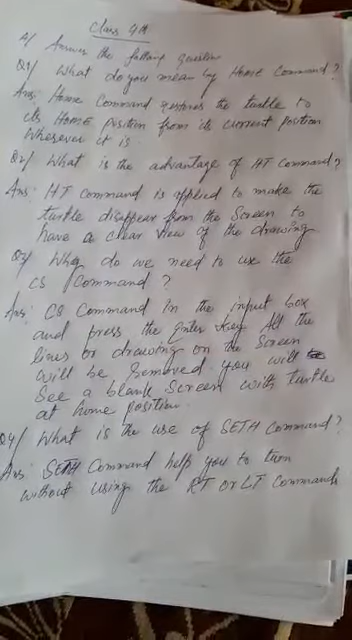 Class 4th
A/ Answer the follong question
Q1/ What do you mean by HOME Command?
Ans: Home Command restores the turtle to
its HOME position from its current position
Wherever it is.
Q2/ What is the advantage of HT Command?
Ans: HT Command is applied to make the
turtle disappear from the Screen to
have a clear view of the drawing
Q3/ When do we need to use the
CS Command?
Ans: CS Command In the input box
and press the Enter Key All the
lines or drawing on the Screen
will be removed you will
See a blank Screen with turtle
at home position.
Q4/ What is the use of SETH Command?
Ans: SETH Command help you to turn
without using the RT or LT Commands